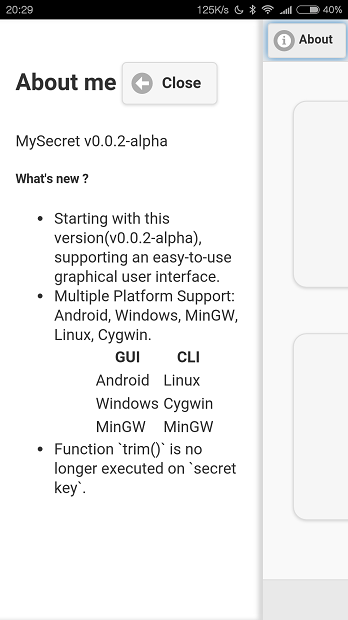 20:29 125K/s 40%
About me Close
About
MySecret v0.0.2-alpha
What's new ?
Starting with this
version(v0.0.2-alpha),
supporting an easy-to-use
graphical user interface.
Multiple Platform Support:
Android, Windows, MinGW,
Linux, Cygwin.
GUI CLI
Android Linux
Windows Cygwin
MinGW MinGW
Function `trim()` is no
longer executed on `secret
key`.